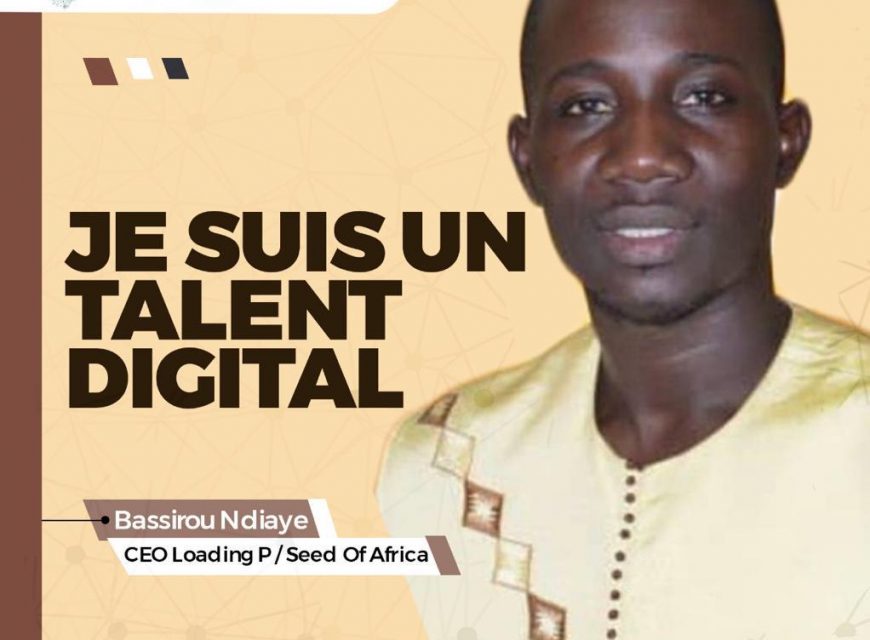 JE SUIS UN
TALENT
DIGITAL
Bassirou Ndiaye
CEO Loading P / Seed Of Africa